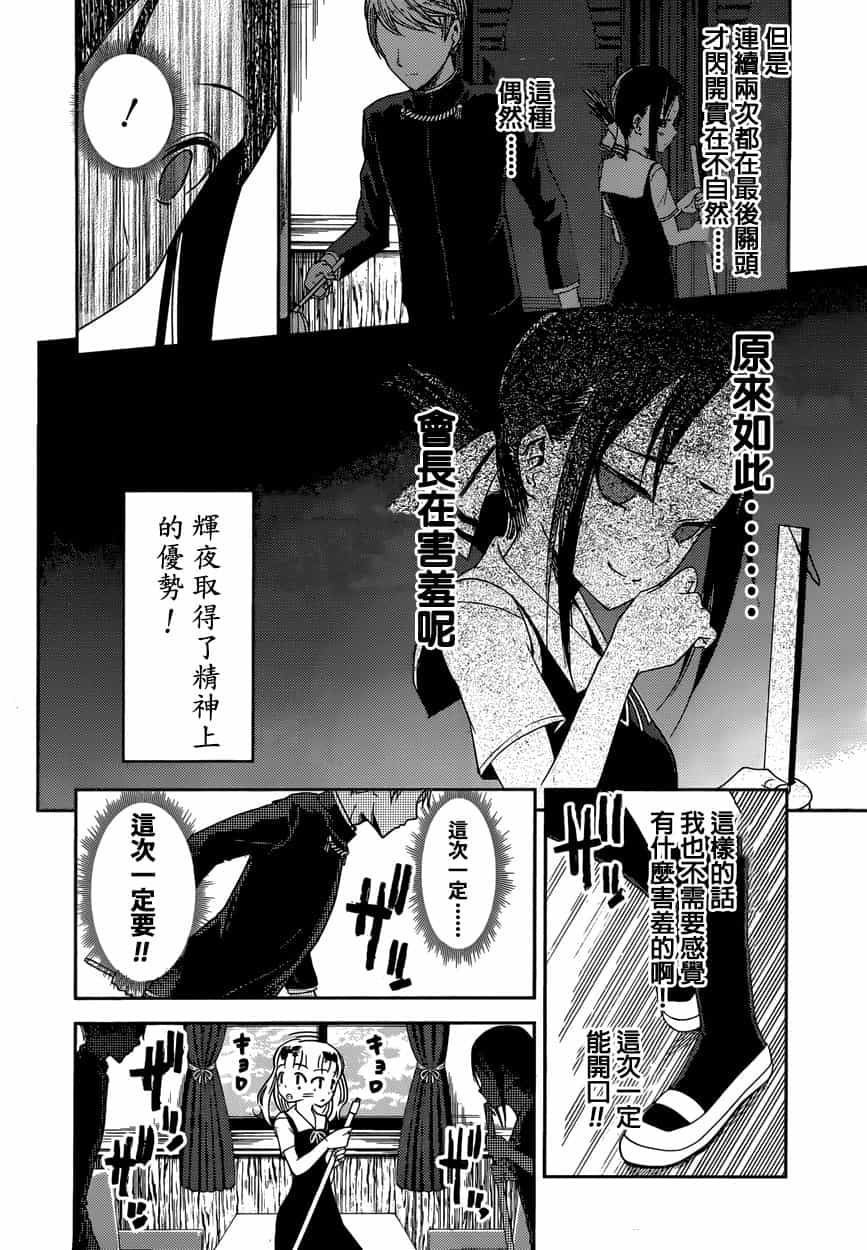 但是
連續兩次都在最後關頭
才閃開實在不自然……
這種
偶然……
！
原來如此………
會長在害羞呢
輝夜取得了精神上
的優勢！
這樣的話
我也不需要感覺
有什麼害羞的啊！
這次一定
能開口!!
這次一定……
這次一定要!!
キョロ
キョロ